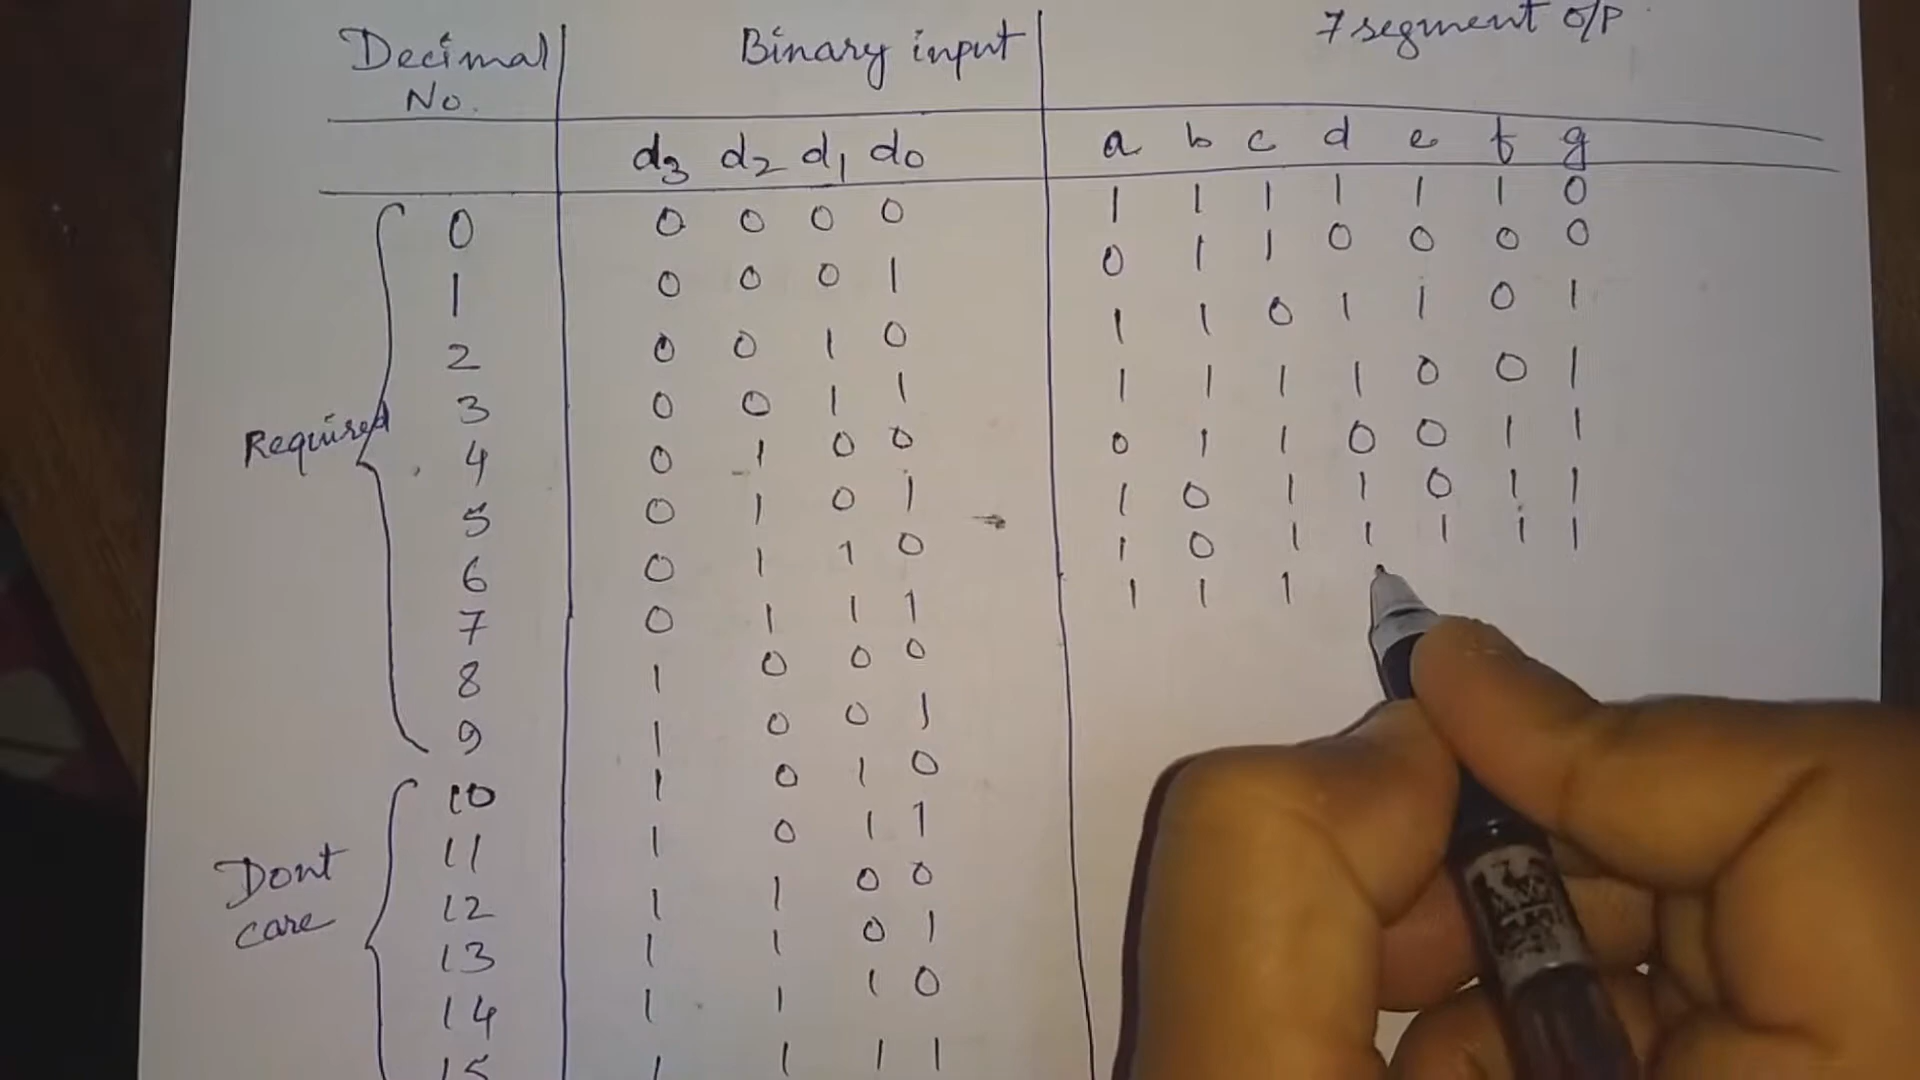 Decimal No. Binary input 7 segment o/p
d3 d2 d1 d0 a b c d e f g
0 0 0 0 0 1 1 1 1 1 1 0
1 0 0 0 1 0 1 1 0 0 0 0
2 0 0 1 0 1 1 0 1 1 0 1
3 0 0 1 1 1 1 1 1 0 0 1
Required 4 0 1 0 0 0 1 1 0 0 1 1
5 0 1 0 1 1 0 1 1 0 1 1
6 0 1 1 0 1 0 1 1 1 1 1
7 0 1 1 1 1 1 1
8 1 0 0 0
9 1 0 0 1
10 1 0 1 0
11 1 0 1 1
Dont care 12 1 1 0 0
13 1 1 0 1
14 1 1 1 0
15 1 1 1 1